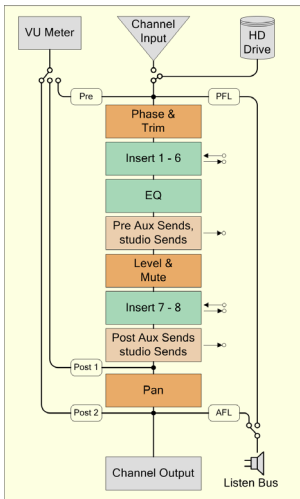 VU Meter
Channel
Input
HD
Drive
Pre
PFL
Phase &
Trim
Insert 1 - 6
EQ
Pre Aux Sends,
studio Sends
Level &
Mute
Insert 7 - 8
Post Aux Sends
studio Sends
Post 1
Pan
Post 2
AFL
Channel Output
Listen Bus